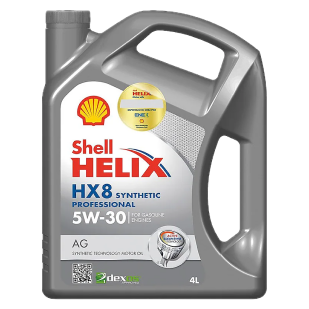 Shell
HELIX
HX8 SYNTHETIC
PROFESSIONAL
5W-30 FOR GASOLINE
ENGINES
AG
SYNTHETIC TECHNOLOGY MOTOR OIL
dexos
4L